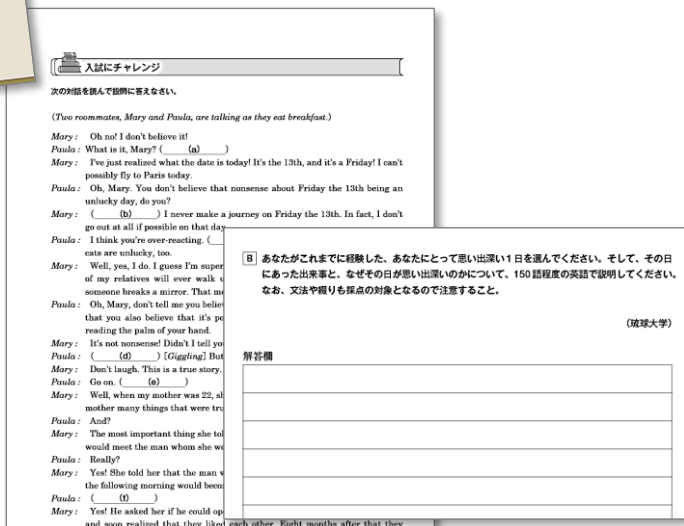 入試にチャレンジ
次の対話を読んで設問に答えなさい。
(Two roommates, Mary and Paula, are talking as they eat breakfast.)
Mary : Oh no! I don't believe it!
Paula : What is it, Mary? ( (a) )
Mary : I've just realized what the date is today! It's the 13th, and it's a Friday! I can't
possibly fly to Paris today.
Paula : Oh, Mary. You don't believe that nonsense about Friday the 13th being an
unlucky day, do you?
Mary : ( (b) ) I never make a journey on Friday the 13th. In fact, I don't
go out at all if possible on that day.
Paula : I think you're over-reacting. (
cats are unlucky, too.
Mary : Well, yes, I do. I guess I'm super
of my relatives will ever walk u
someone breaks a mirror. That me
Paula : Oh, Mary, don't tell me you believ
that you also believe that it's po
reading the palm of your hand.
Mary : It's not nonsense! Didn't I tell yo
Paula : ( (d) ) [Giggling] But
Mary : Don't laugh. This is a true story.
Paula : Go on. ( (e) )
Mary : Well, when my mother was 22, sh
mother many things that were tru
Paula : And?
Mary : The most important thing she tol
would meet the man whom she wo
Paula : Really?
Mary : Yes! She told her that the man w
the following morning would becom
Paula : ( (f) )
Mary : Yes! He asked her if he could op
and soon realized that they liked each other. Eight months after that they
B あなたがこれまでに経験した、あなたにとって思い出深い1日を選んでください。そして、その日
にあった出来事と、なぜその日が思い出深いのかについて、150語程度の英語で説明してください。
なお、文法や綴りも採点の対象となるので注意すること。
(琉球大学)
解答欄